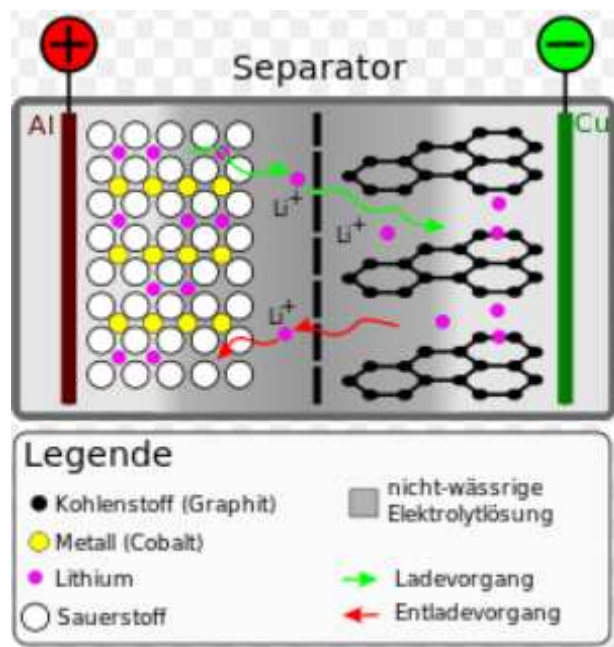 +
−
Separator
Al
Cu
Li+
Li+
Li+
Legende
Kohlenstoff (Graphit)
Metall (Cobalt)
Lithium
Sauerstoff
nicht-wässrige
Elektrolytlösung
Ladevorgang
Entladevorgang